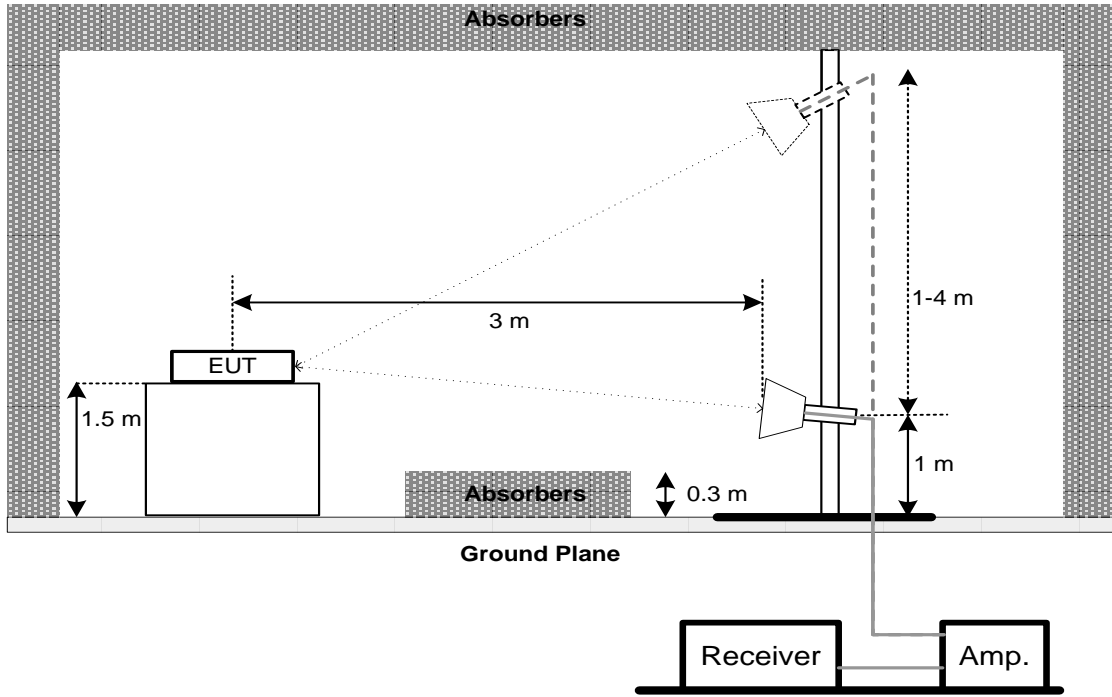 Absorbers
1-4 m
3 m
EUT
1.5 m
1 m
Absorbers
0.3 m
Ground Plane
Receiver
Amp.